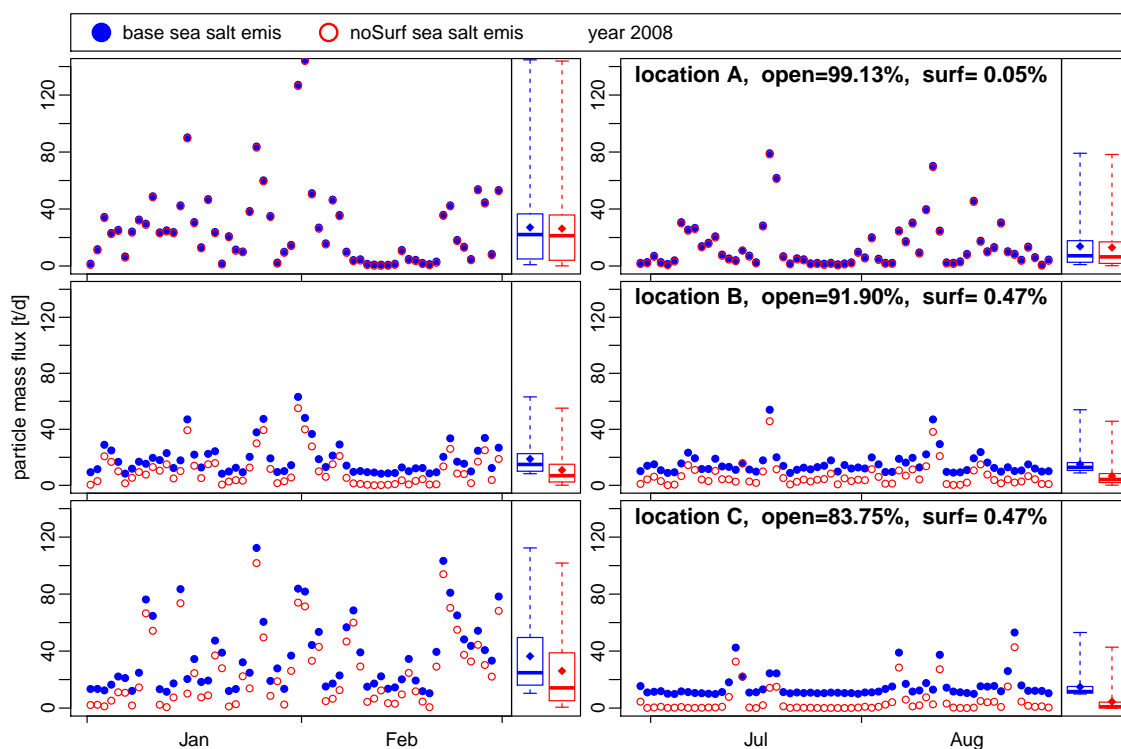 base sea salt emis noSurf sea salt emis year 2008
location A, open=99.13%, surf= 0.05%
0 40 80 120
0 40 80 120
location B, open=91.90%, surf= 0.47%
particle mass flux [t/d]
0 40 80 120
0 40 80 120
location C, open=83.75%, surf= 0.47%
0 40 80 120
0 40 80 120
Jan Feb Jul Aug